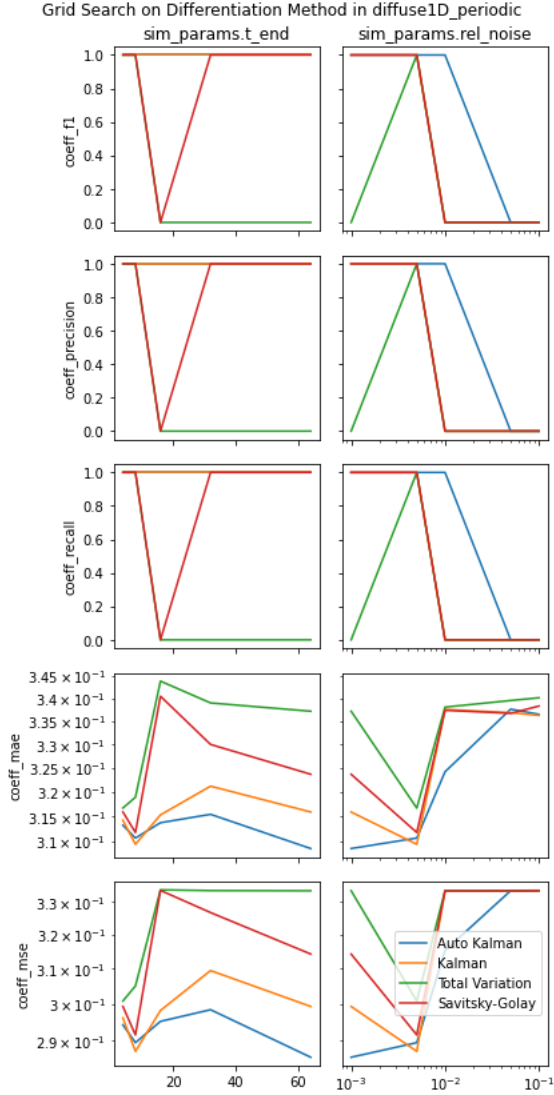 Grid Search on Differentiation Method in diffuse1D_periodic
sim_params.t_end
sim_params.rel_noise
coeff_f1
1.0
0.8
0.6
0.4
0.2
0.0
coeff_precision
1.0
0.8
0.6
0.4
0.2
0.0
coeff_recall
1.0
0.8
0.6
0.4
0.2
0.0
coeff_mae
3.45 × 10⁻¹
3.4 × 10⁻¹
3.35 × 10⁻¹
3.3 × 10⁻¹
3.25 × 10⁻¹
3.2 × 10⁻¹
3.15 × 10⁻¹
3.1 × 10⁻¹
coeff_mse
3.3 × 10⁻¹
3.2 × 10⁻¹
3.1 × 10⁻¹
3 × 10⁻¹
2.9 × 10⁻¹
Auto Kalman
Kalman
Total Variation
Savitsky-Golay
20 40 60
10⁻³ 10⁻² 10⁻¹